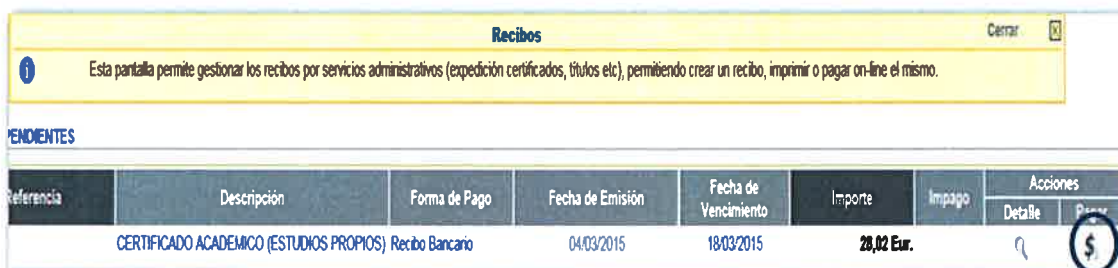 Recibos
Cerrar
Esta pantalla permite gestionar los recibos por servicios administrativos (expedición certificados, títulos etc), permitiendo crear un recibo, imprimir o pagar on-line el mismo.
PENDIENTES
Referencia Descripción Forma de Pago Fecha de Emisión Fecha de Vencimiento Importe Impago Acciones
Detalle Pagar
CERTIFICADO ACADEMICO (ESTUDIOS PROPIOS) Recibo Bancario 04/03/2015 18/03/2015 28,02 Eur. $